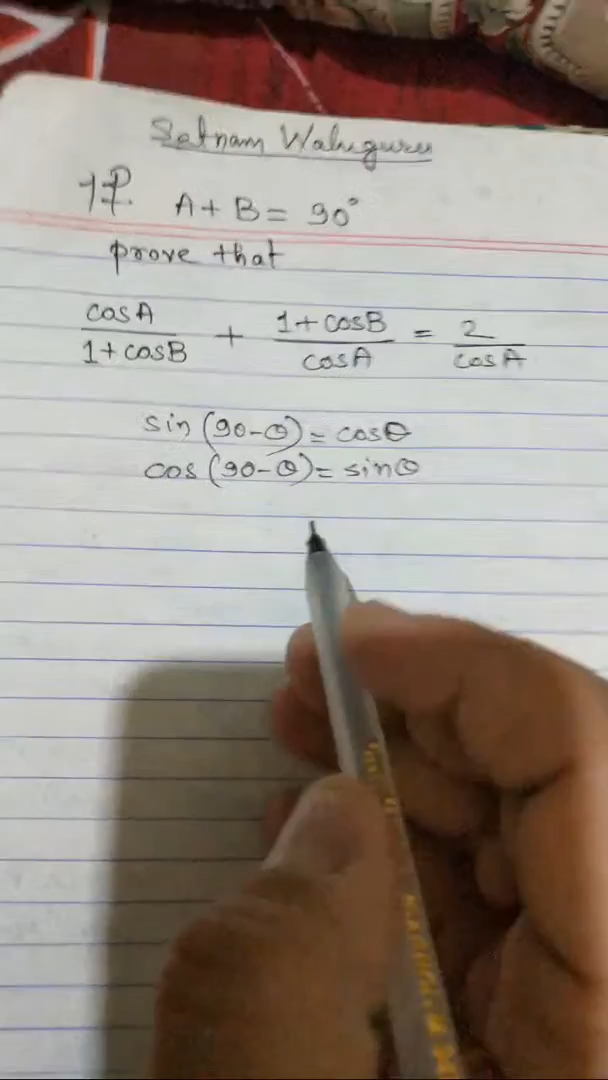 Satnam Waheguru
If A+B= 90°
prove that
cosA/1+cosB + 1+cosB/cosA = 2/cosA
sin(90-θ)=cosθ
cos(90-θ)=sinθ